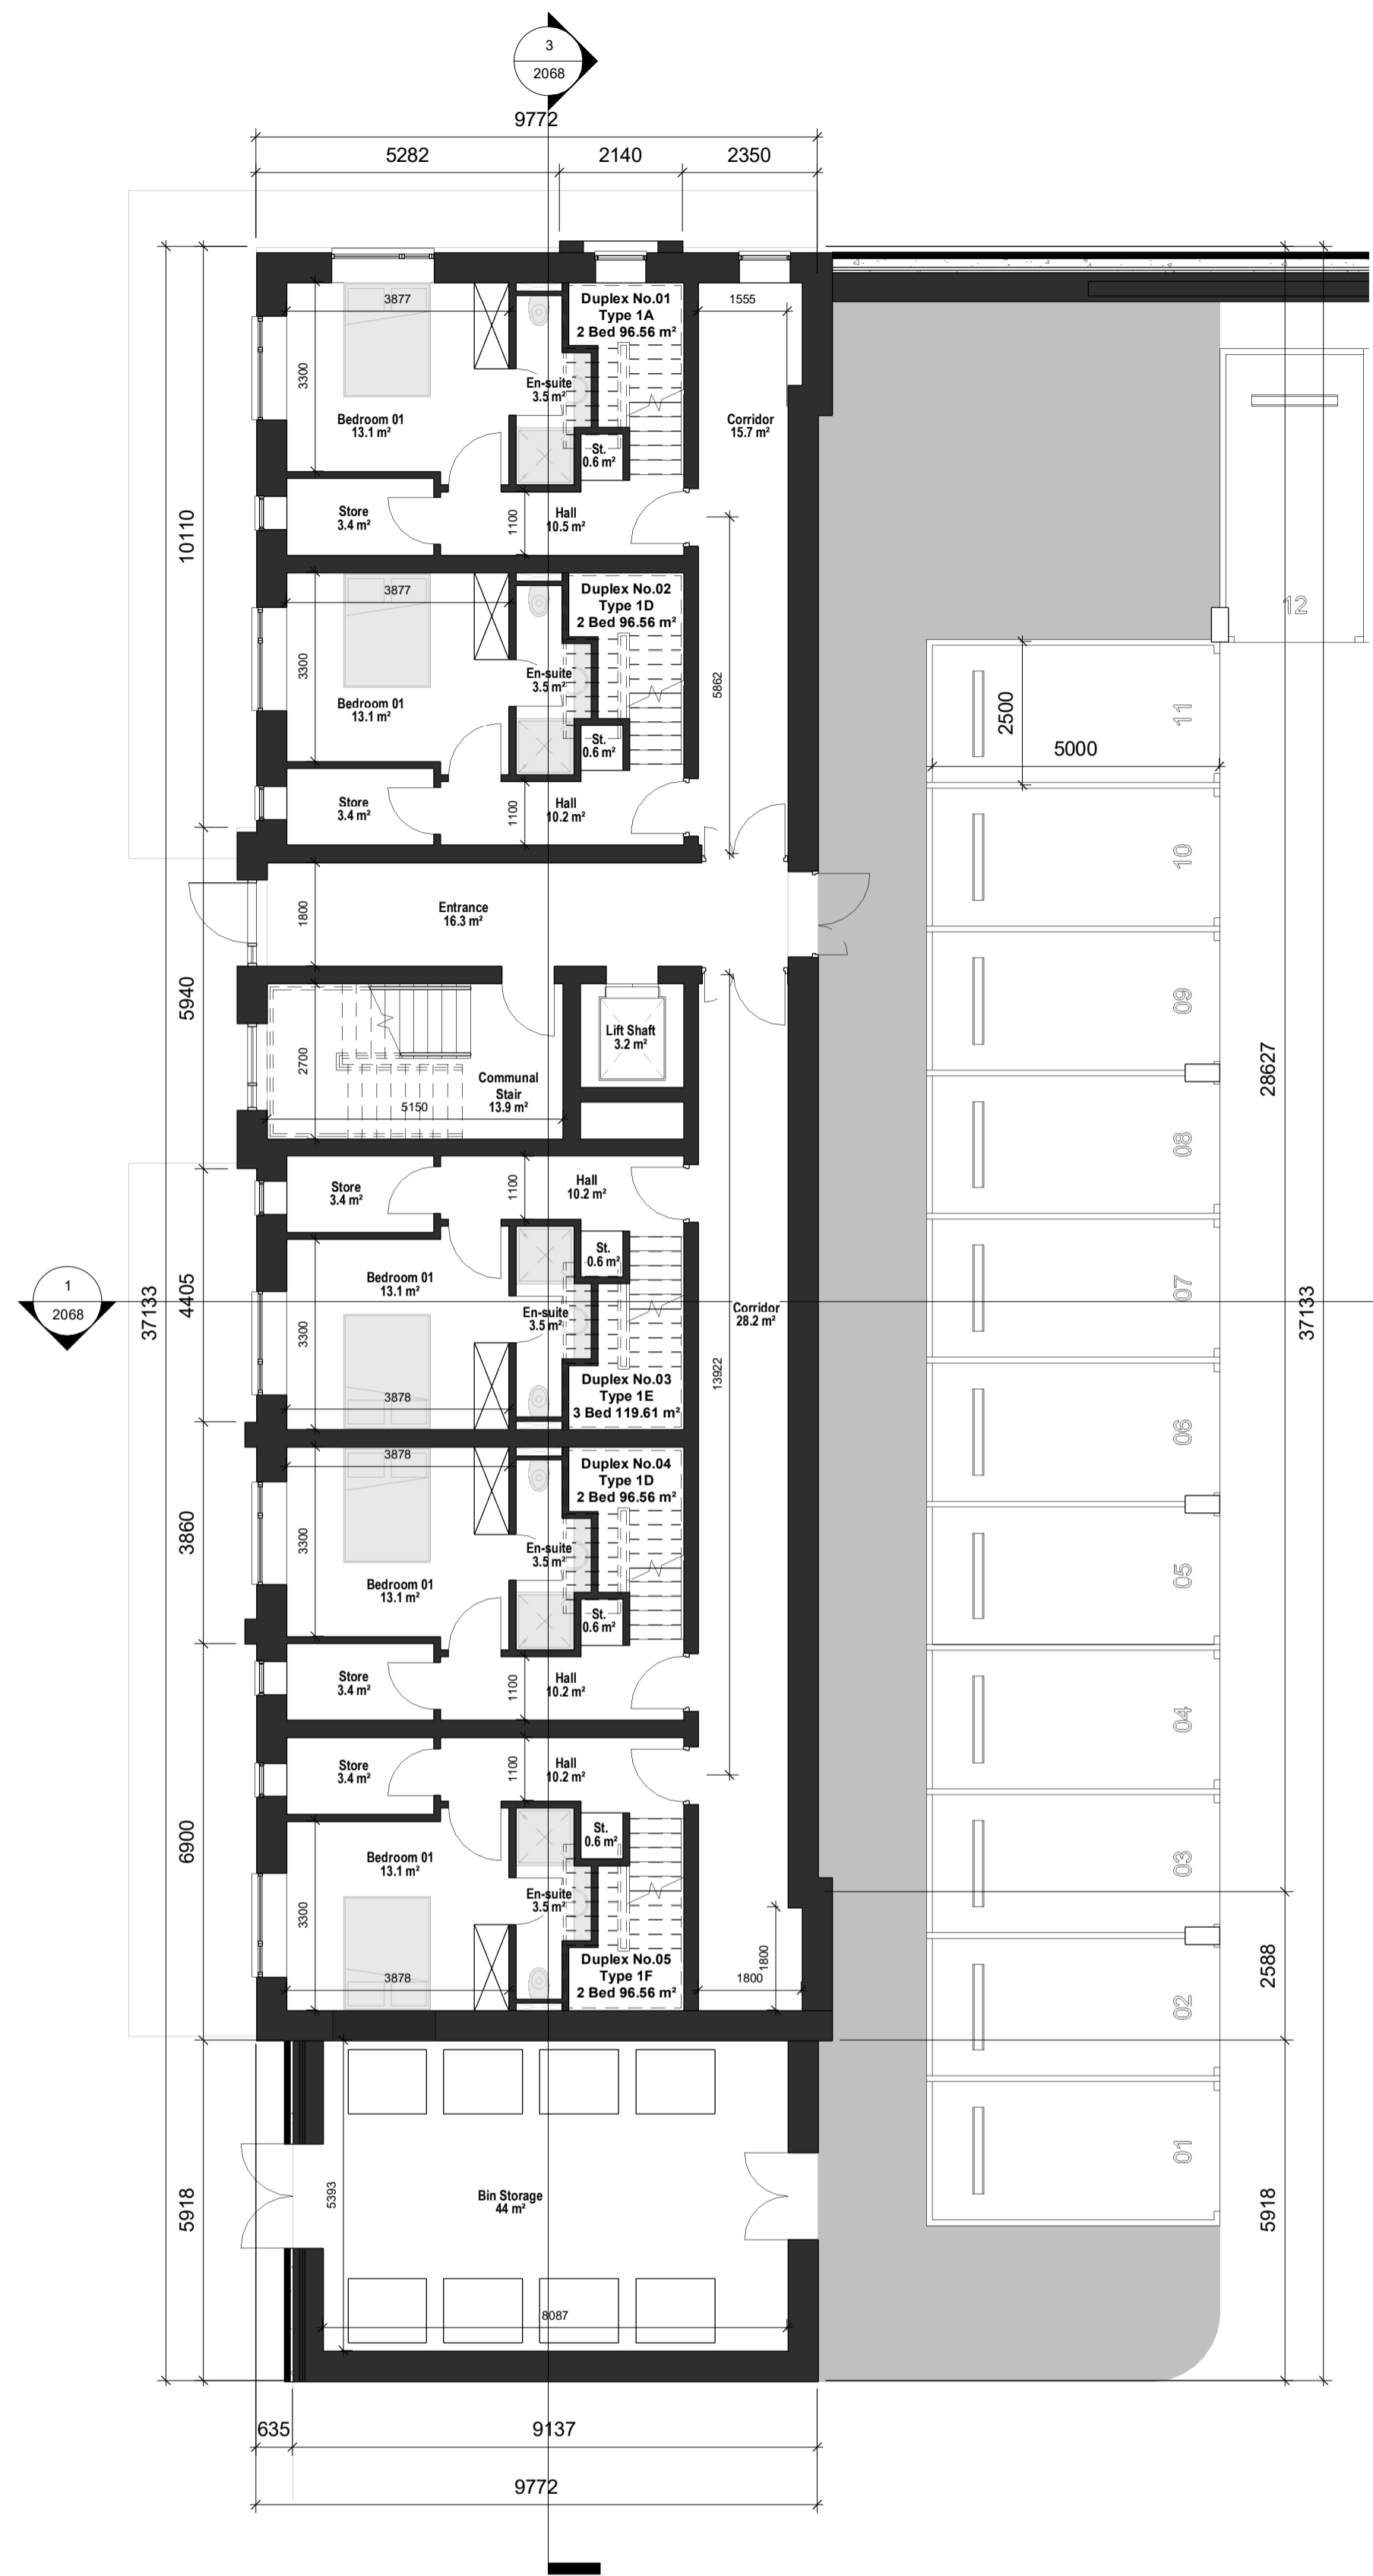 3
2068
9772
5282
2140
2350
3877
Duplex No.01
Type 1A
2 Bed 96.56 m²
1555
3300
En-suite
3.5 m²
Bedroom 01
13.1 m²
Corridor
15.7 m²
St.
0.6 m²
Store
3.4 m²
1100
Hall
10.5 m²
10110
3877
Duplex No.02
Type 1D
2 Bed 96.56 m²
12
3300
En-suite
3.5 m²
5862
Bedroom 01
13.1 m²
2500
11
St.
0.6 m²
5000
Store
3.4 m²
1100
Hall
10.2 m²
10
1800
Entrance
16.3 m²
5940
09
Lift Shaft
3.2 m²
2700
28627
Communal
Stair
13.9 m²
5150
08
Store
3.4 m²
1100
Hall
10.2 m²
St.
0.6 m²
Bedroom 01
13.1 m²
1
2068
37133
4405
07
37133
En-suite
3.5 m²
Corridor
28.2 m²
3300
13922
Duplex No.03
Type 1E
3 Bed 119.61 m²
3878
06
3878
Duplex No.04
Type 1D
2 Bed 96.56 m²
3860
3300
En-suite
3.5 m²
05
Bedroom 01
13.1 m²
St.
0.6 m²
Store
3.4 m²
1100
Hall
10.2 m²
04
Store
3.4 m²
1100
Hall
10.2 m²
6900
St.
0.6 m²
Bedroom 01
13.1 m²
03
En-suite
3.5 m²
3300
1800
2588
Duplex No.05
Type 1F
2 Bed 96.56 m²
3878
1800
02
01
5918
5393
Bin Storage
44 m²
5918
8087
635
9137
9772